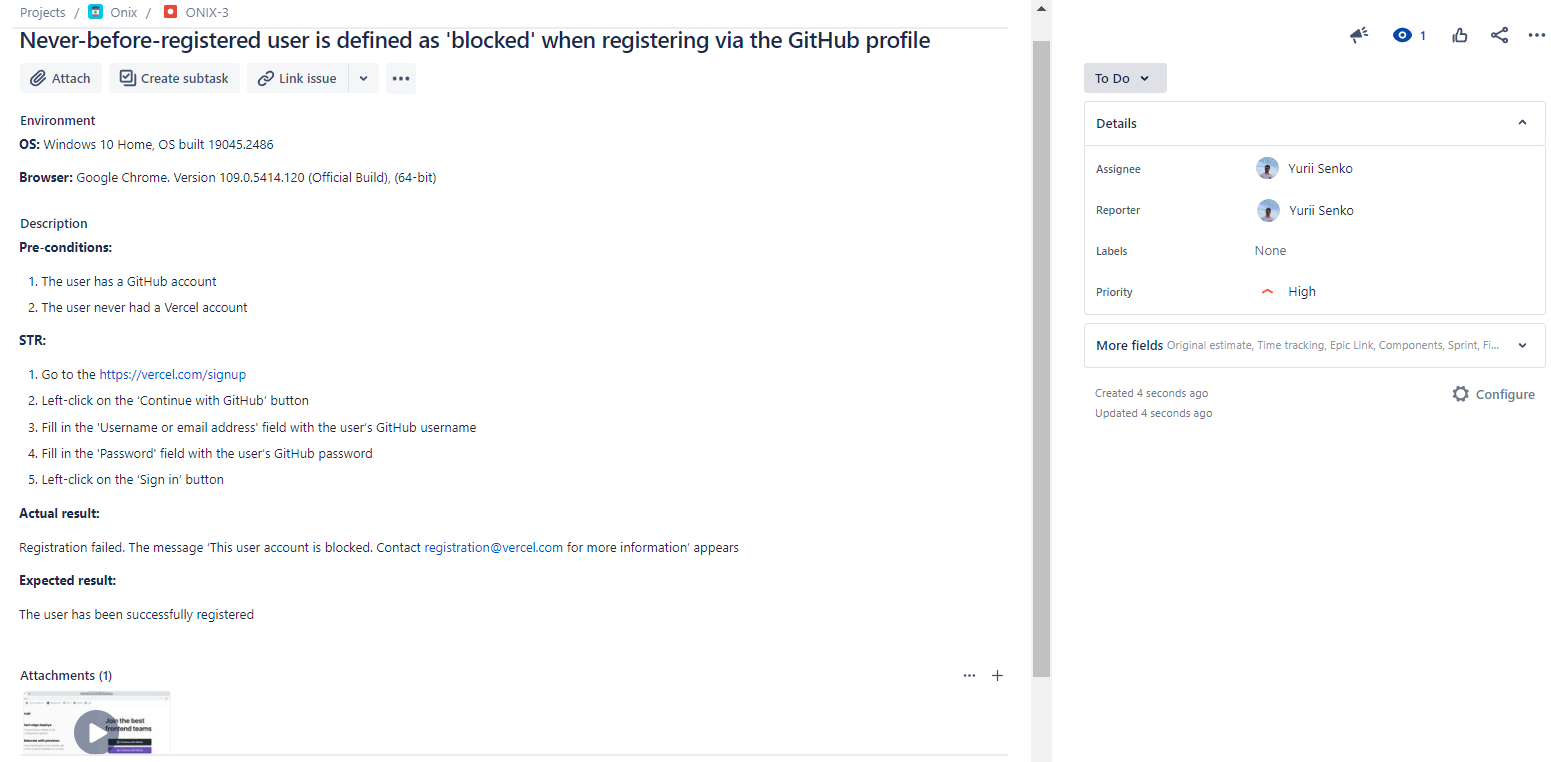 Projects / Onix / ONIX-3
Never-before-registered user is defined as 'blocked' when registering via the GitHub profile
Attach
Create subtask
Link issue
Environment
OS: Windows 10 Home, OS built 19045.2486
Browser: Google Chrome. Version 109.0.5414.120 (Official Build), (64-bit)
Description
Pre-conditions:
1. The user has a GitHub account
2. The user never had a Vercel account
STR:
1. Go to the https://vercel.com/signup
2. Left-click on the ‘Continue with GitHub’ button
3. Fill in the 'Username or email address' field with the user's GitHub username
4. Fill in the 'Password' field with the user's GitHub password
5. Left-click on the ‘Sign in’ button
Actual result:
Registration failed. The message ‘This user account is blocked. Contact registration@vercel.com for more information’ appears
Expected result:
The user has been successfully registered
Attachments (1)
Join the best
frontend teams
1
To Do
Details
Assignee
Yurii Senko
Reporter
Yurii Senko
Labels
None
Priority
High
More fields Original estimate, Time tracking, Epic Link, Components, Sprint, Fi...
Created 4 seconds ago
Updated 4 seconds ago
Configure